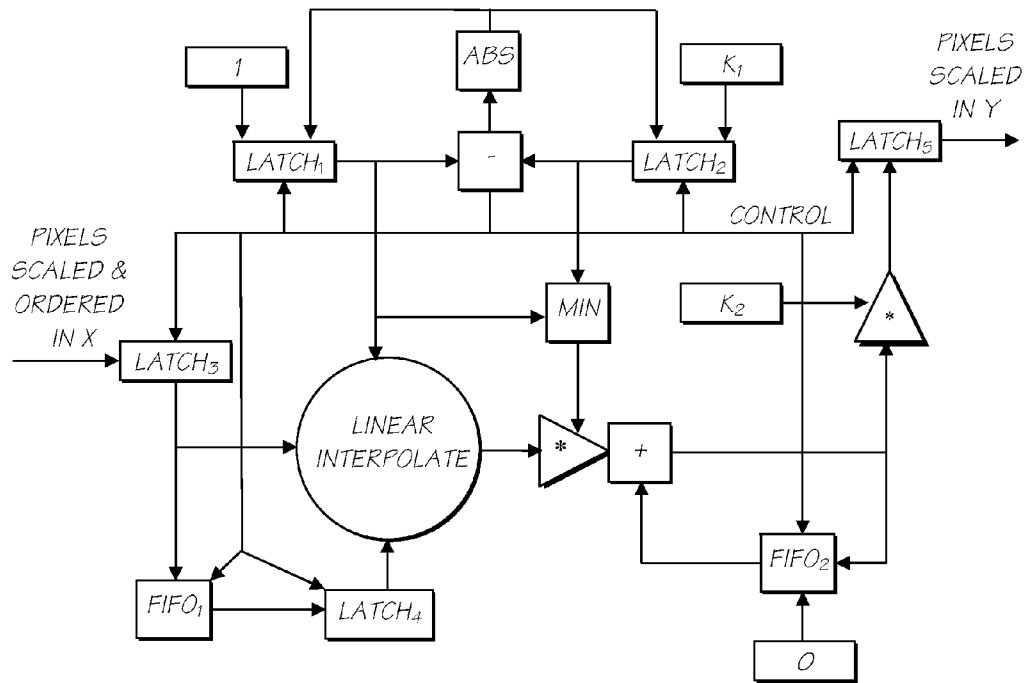 ABS
PIXELS
SCALED
IN Y
1
K₁
LATCH₁
-
LATCH₂
LATCH₅
CONTROL
PIXELS
SCALED &
ORDERED
IN X
MIN
K₂
*
LATCH₃
LINEAR
INTERPOLATE
*
+
FIFO₂
FIFO₁
LATCH₄
0